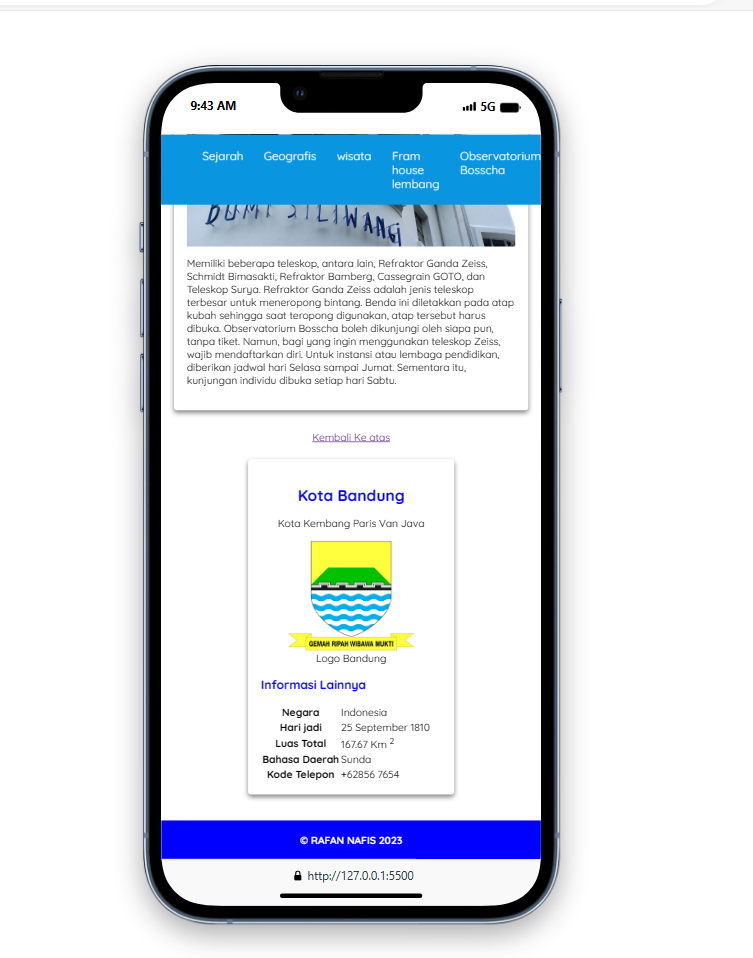 9:43 AM
5G
Sejarah Geografis wisata Fram house lembang Observatorium Bosscha
BUMI SILIWANGI
Memiliki beberapa teleskop, antara lain, Refraktor Ganda Zeiss,
Schmidt Bimasakti, Refraktor Bamberg, Cassegrain GOTO, dan
Teleskop Surya. Refraktor Ganda Zeiss adalah jenis teleskop
terbesar untuk meneropong bintang. Benda ini diletakkan pada atap
kubah sehingga saat teropong digunakan, atap tersebut harus
dibuka. Observatorium Bosscha boleh dikunjungi oleh siapa pun,
tanpa tiket. Namun, bagi yang ingin menggunakan teleskop Zeiss,
wajib mendaftarkan diri. Untuk instansi atau lembaga pendidikan,
diberikan jadwal hari Selasa sampai Jumat. Sementara itu,
kunjungan individu dibuka setiap hari Sabtu.
Kembali Ke atas
Kota Bandung
Kota Kembang Paris Van Java
GEMAH RIPAH WIBAWA MUKTI
Logo Bandung
Informasi Lainnya
Negara Indonesia
Hari jadi 25 September 1810
Luas Total 167.67 Km 2
Bahasa Daerah Sunda
Kode Telepon +62856 7654
© RAFAN NAFIS 2023
http://127.0.0.1:5500